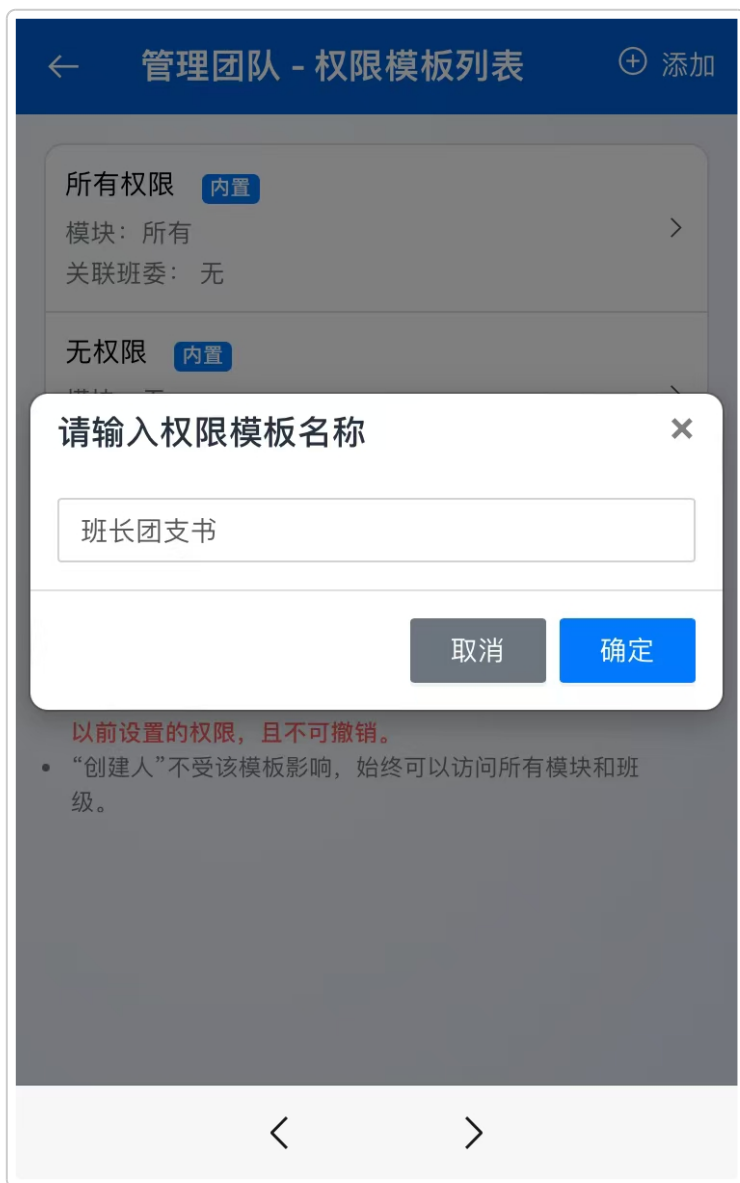 管理团队 - 权限模板列表
添加
所有权限 内置
模块：所有
关联班委： 无
无权限 内置
请输入权限模板名称
班长团支书
取消 确定
以前设置的权限，且不可撤销。
“创建人”不受该模板影响，始终可以访问所有模块和班
级。